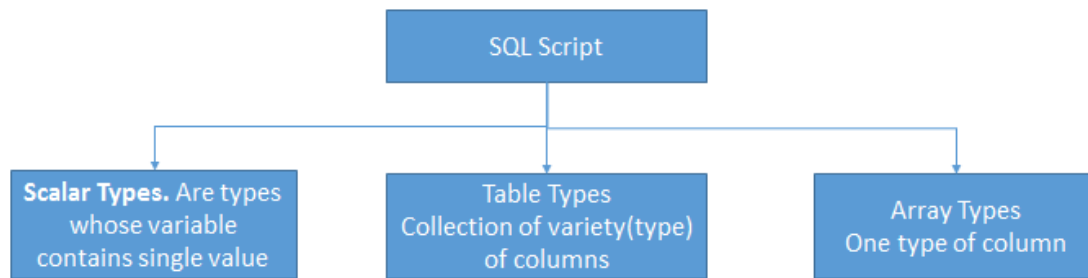 SQL Script
Scalar Types. Are types
whose variable
contains single value
Table Types
Collection of variety(type)
of columns
Array Types
One type of column